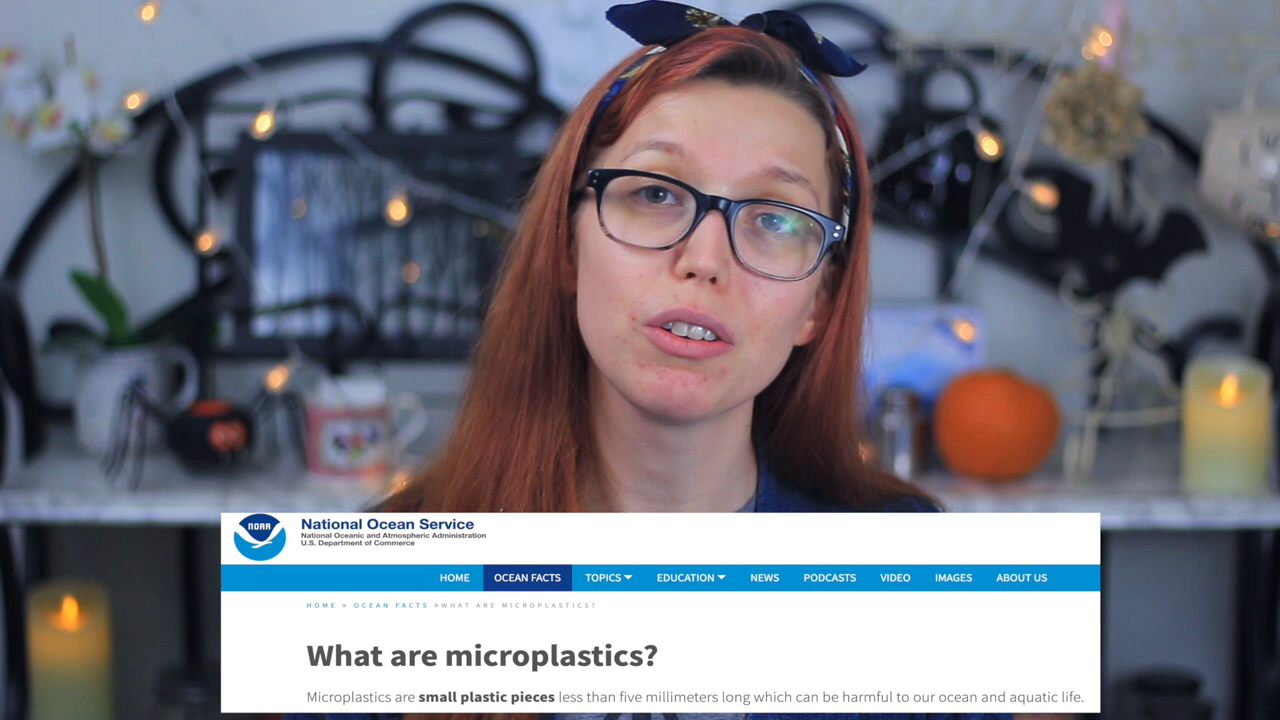 NOAA
National Ocean Service
National Oceanic and Atmospheric Administration
U.S. Department of Commerce
HOME OCEAN FACTS TOPICS EDUCATION NEWS PODCASTS VIDEO IMAGES ABOUT US
HOME » OCEAN FACTS »WHAT ARE MICROPLASTICS?
What are microplastics?
Microplastics are small plastic pieces less than five millimeters long which can be harmful to our ocean and aquatic life.